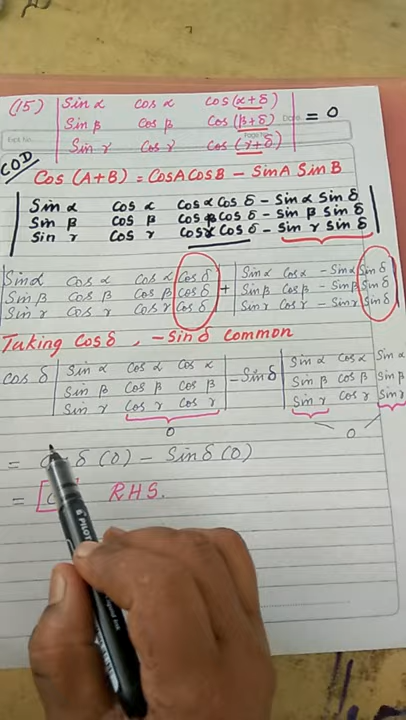 (15) | Sin α cos α cos (α+δ) |
| Sin β cos β cos (β+δ) | = 0
| Sin γ cos γ cos (γ+δ) |
COD
Cos (A+B) = CosA CosB - SinA SinB
| Sin α cos α cos α cos δ - Sin α Sin δ |
| Sin β cos β cos β cos δ - Sin β Sin δ |
| Sin γ cos γ cos γ cos δ - Sin γ Sin δ |
| Sin α cos α cos α cos δ | + | Sin α cos α - Sin α Sin δ |
| Sin β cos β cos β cos δ | | Sin β cos β - Sin β Sin δ |
| Sin γ cos γ cos γ cos δ | | Sin γ cos γ - Sin γ Sin δ |
Taking Cos δ , -Sin δ Common
cos δ | Sin α cos α cos α | - Sin δ | Sin α cos α Sin α
| Sin β cos β cos β | | Sin β cos β Sin β
| Sin γ cos γ cos γ | | Sin γ cos γ Sin γ
0 0
= δ (0) - Sin δ (0)
= RHS.
B PILOT